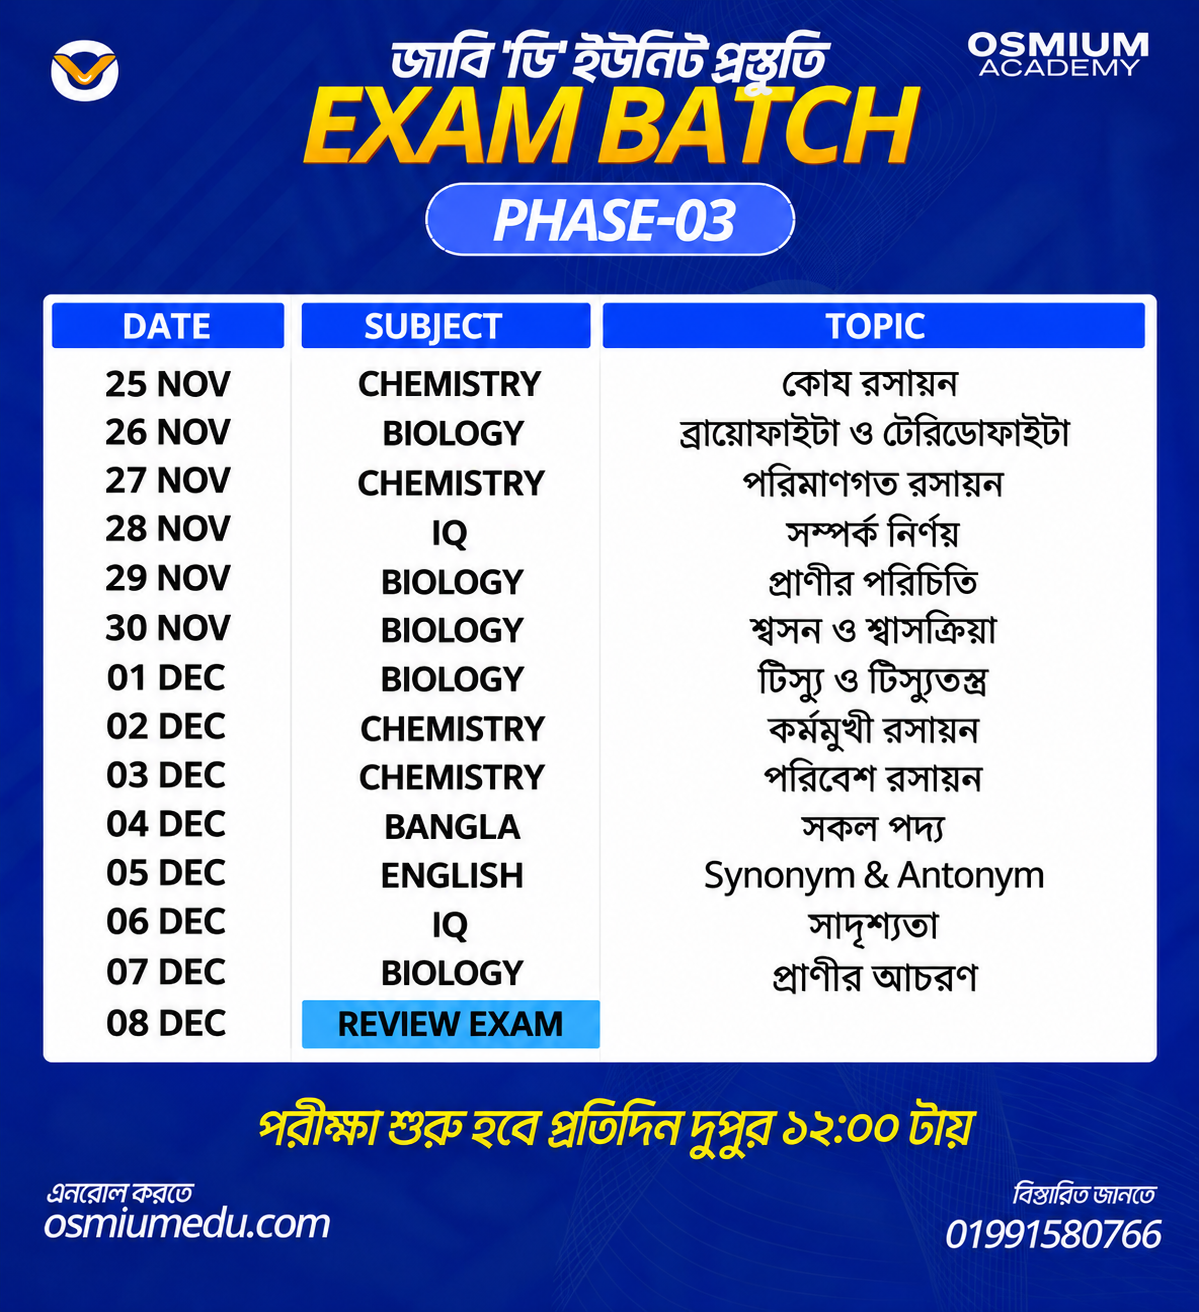 জাবি 'ডি' ইউনিট প্রস্তুতি
OSMIUM
ACADEMY
EXAM BATCH
PHASE-03
DATE SUBJECT TOPIC
25 NOV CHEMISTRY কোয রসায়ন
26 NOV BIOLOGY ব্রায়োফাইটা ও টেরিডোফাইটা
27 NOV CHEMISTRY পরিমাণগত রসায়ন
28 NOV IQ সম্পর্ক নির্ণয়
29 NOV BIOLOGY প্রাণীর পরিচিতি
30 NOV BIOLOGY শ্বসন ও শ্বাসক্রিয়া
01 DEC BIOLOGY টিস্যু ও টিস্যুতন্ত্র
02 DEC CHEMISTRY কর্মমুখী রসায়ন
03 DEC CHEMISTRY পরিবেশ রসায়ন
04 DEC BANGLA সকল পদ্য
05 DEC ENGLISH Synonym & Antonym
06 DEC IQ সাদৃশ্যতা
07 DEC BIOLOGY প্রাণীর আচরণ
08 DEC REVIEW EXAM
পরীক্ষা শুরু হবে প্রতিদিন দুপুর ১২:০০ টায়
এনরোল করতে
osmiumedu.com
বিস্তারিত জানতে
01991580766